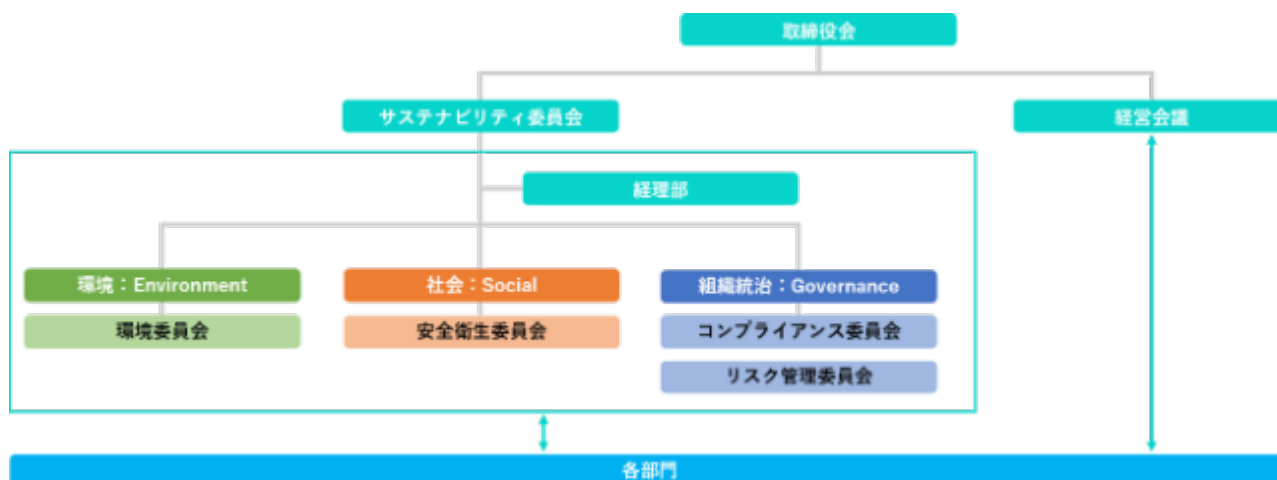 取締役会
サステナビリティ委員会
経営会議
経理部
環境：Environment
社会：Social
組織統治：Governance
環境委員会
安全衛生委員会
コンプライアンス委員会
リスク管理委員会
各部門